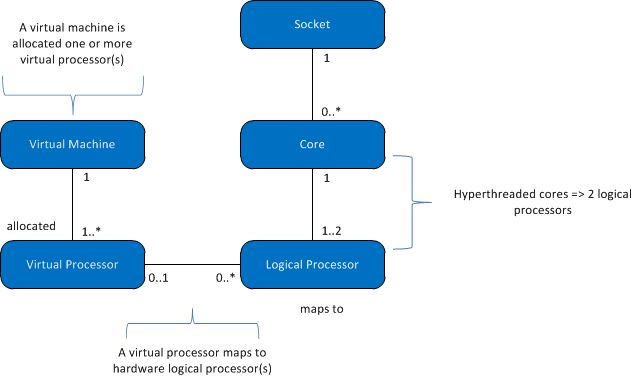 A virtual machine is
allocated one or more
virtual processor(s)
Socket
1
0..*
Virtual Machine
Core
1
1
Hyperthreaded cores => 2 logical
processors
allocated
1..*
1..2
Virtual Processor
Logical Processor
0..1
0..*
maps to
A virtual processor maps to
hardware logical processor(s)